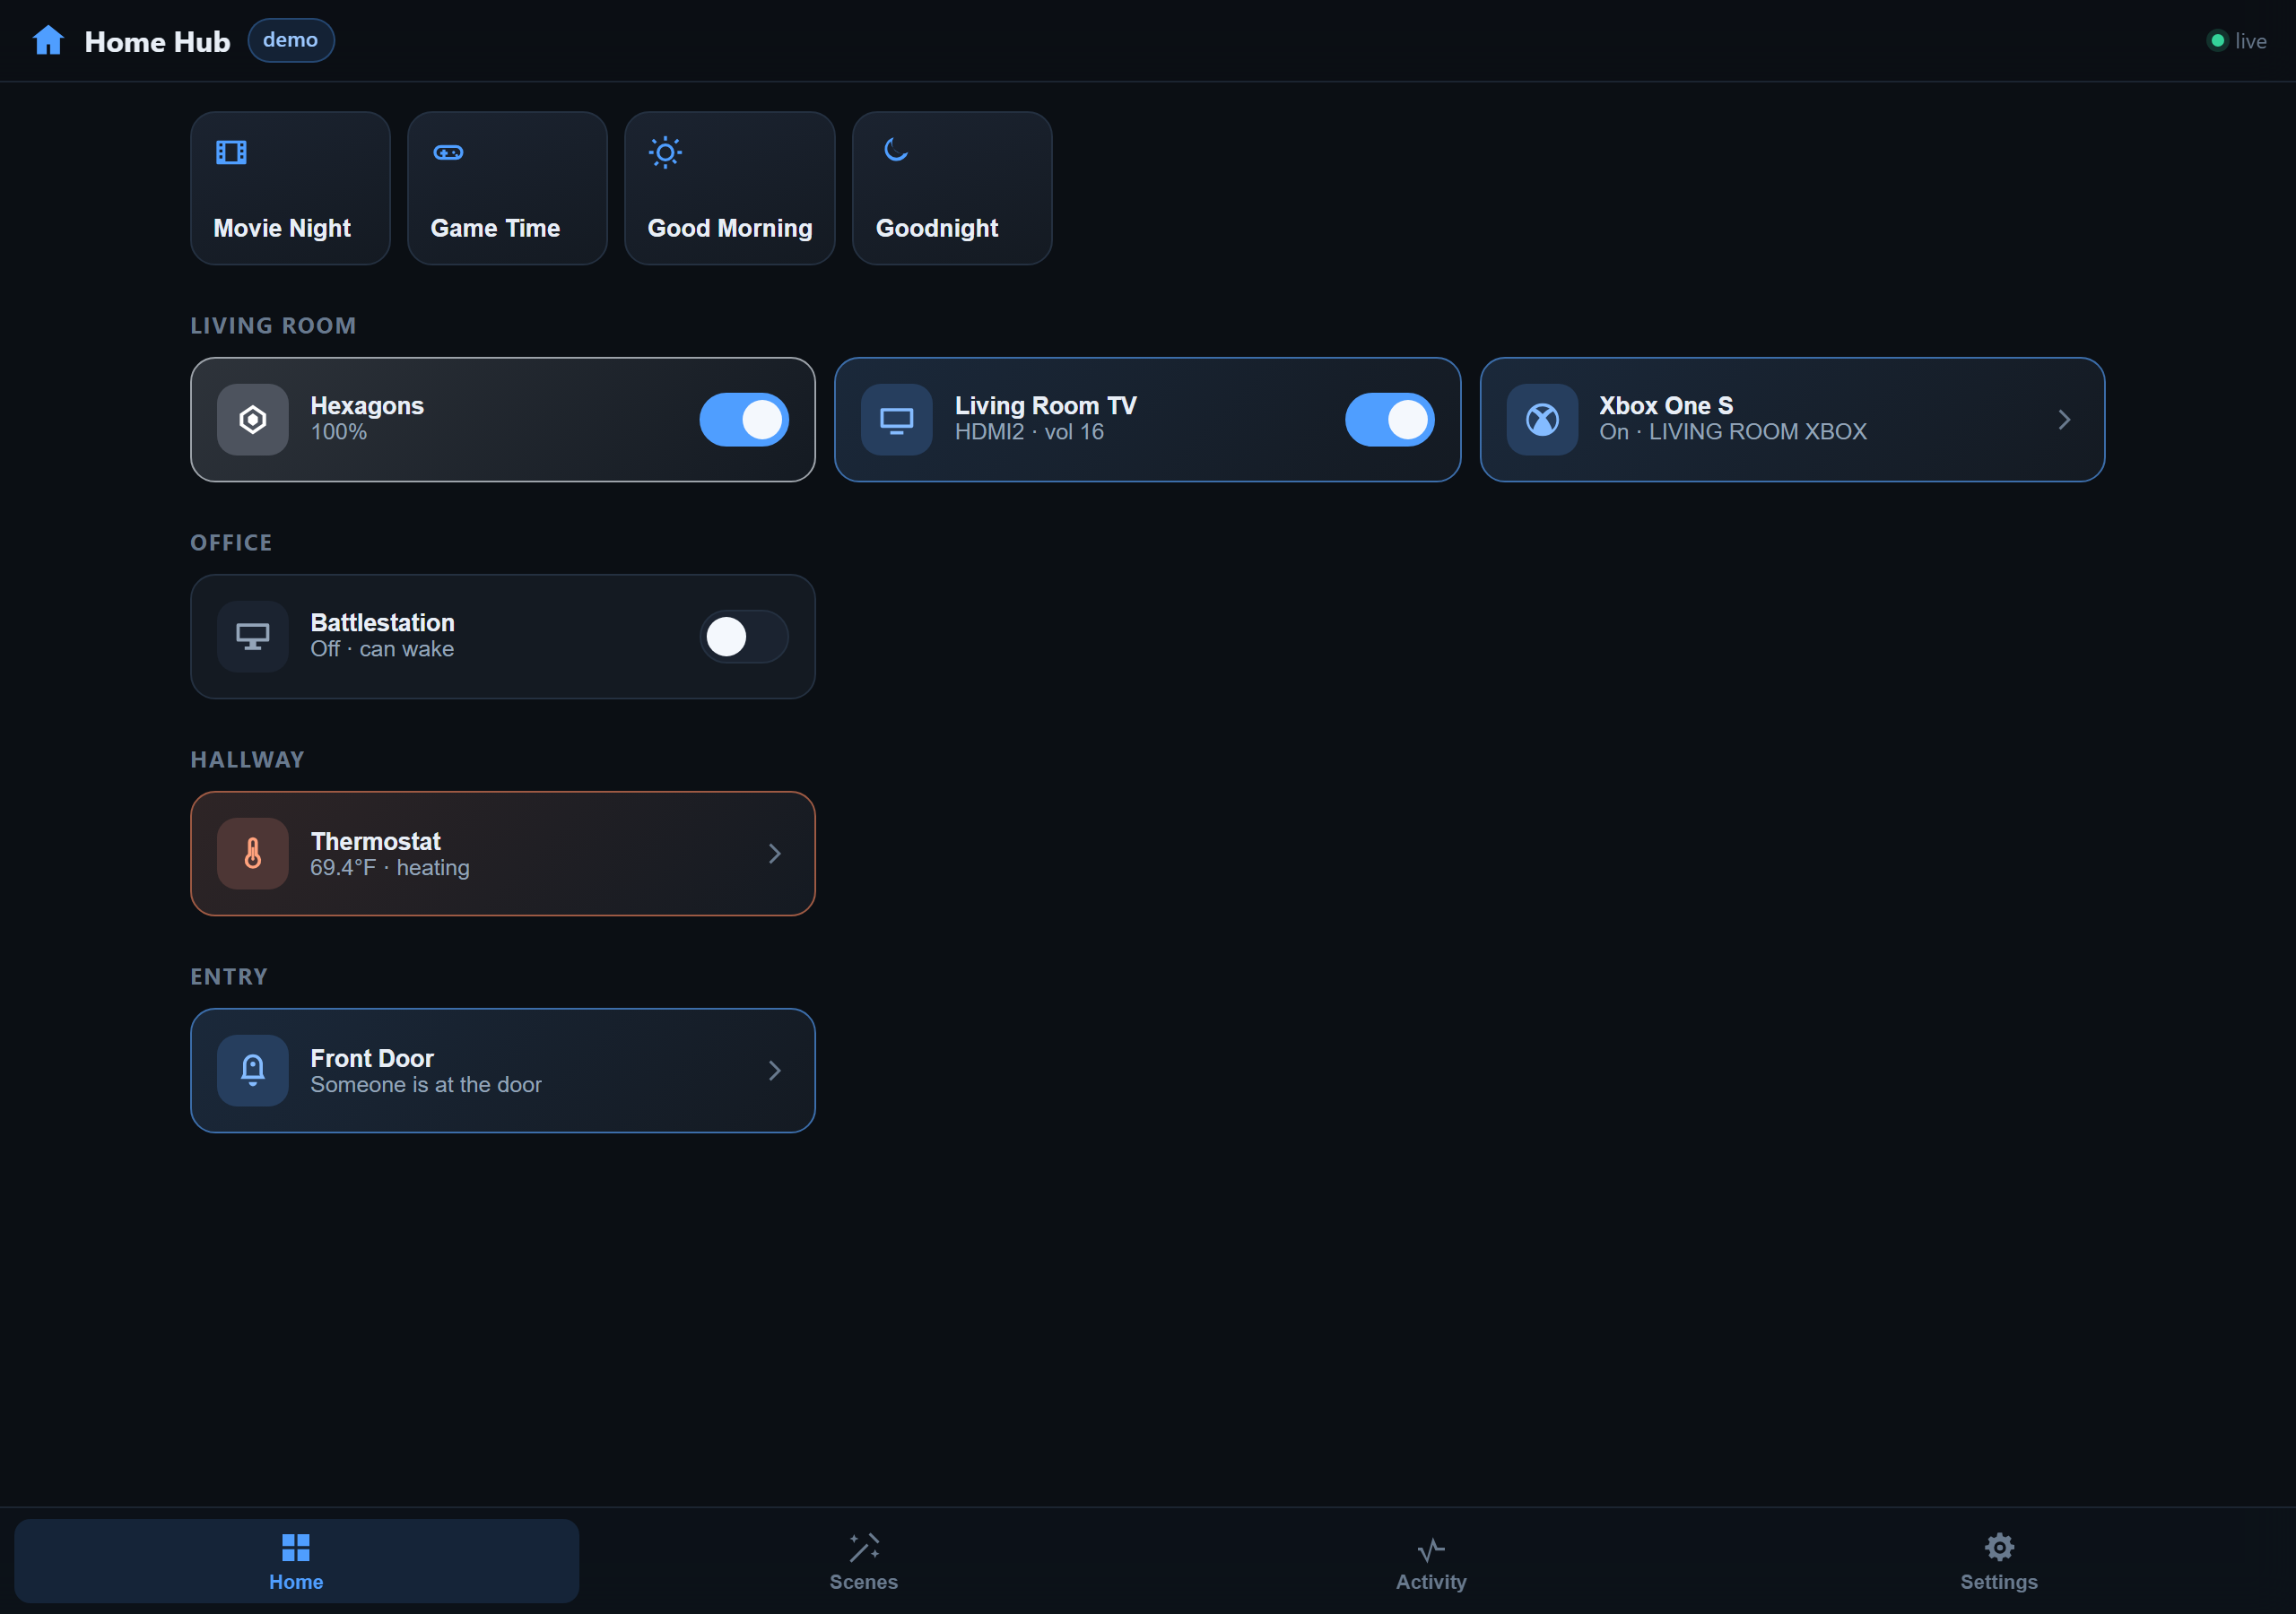 Home Hub
demo
live
Movie Night
Game Time
Good Morning
Goodnight
LIVING ROOM
Hexagons
100%
Living Room TV
HDMI2 · vol 16
Xbox One S
On · LIVING ROOM XBOX
OFFICE
Battlestation
Off · can wake
HALLWAY
Thermostat
69.4°F · heating
ENTRY
Front Door
Someone is at the door
Home
Scenes
Activity
Settings